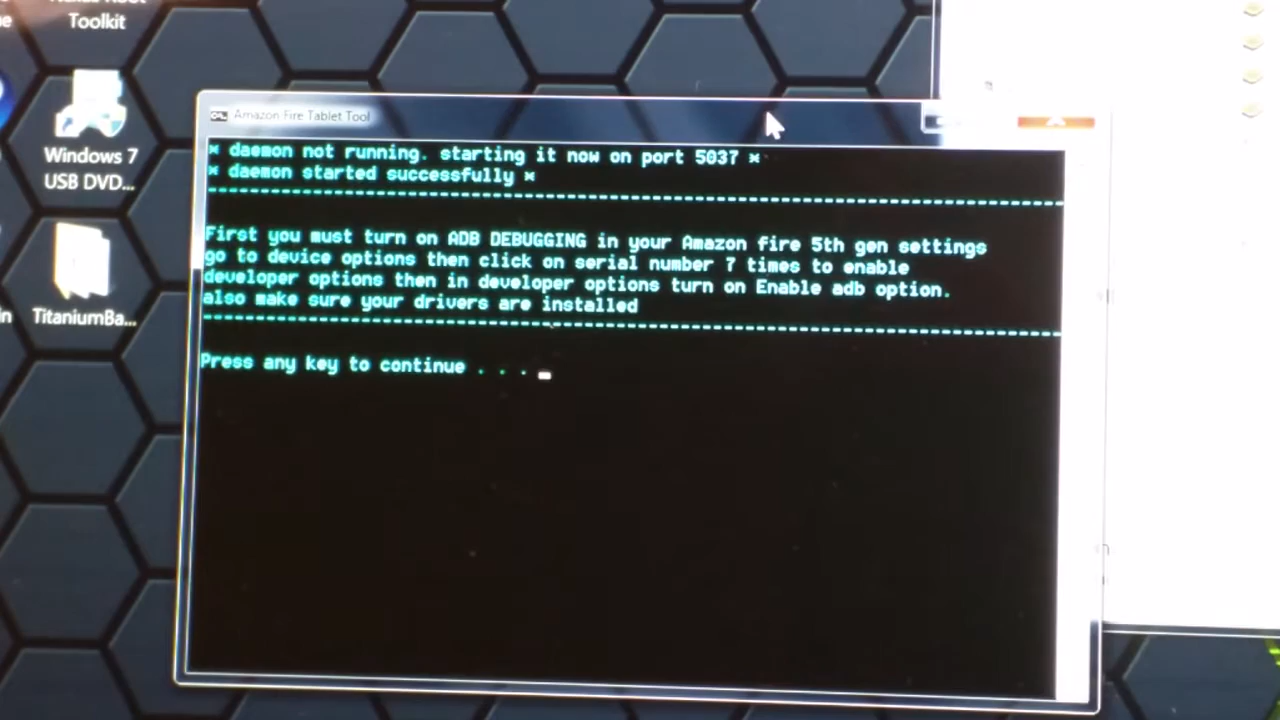 Toolkit
Windows 7
USB DVD...
TitaniumBa...
Amazon Fire Tablet Tool
* daemon not running. starting it now on port 5037 *
* daemon started successfully *
First you must turn on ADB DEBUGGING in your Amazon fire 5th gen settings
go to device options then click on serial number 7 times to enable
developer options then in developer options turn on Enable adb option.
also make sure your drivers are installed
Press any key to continue . . .